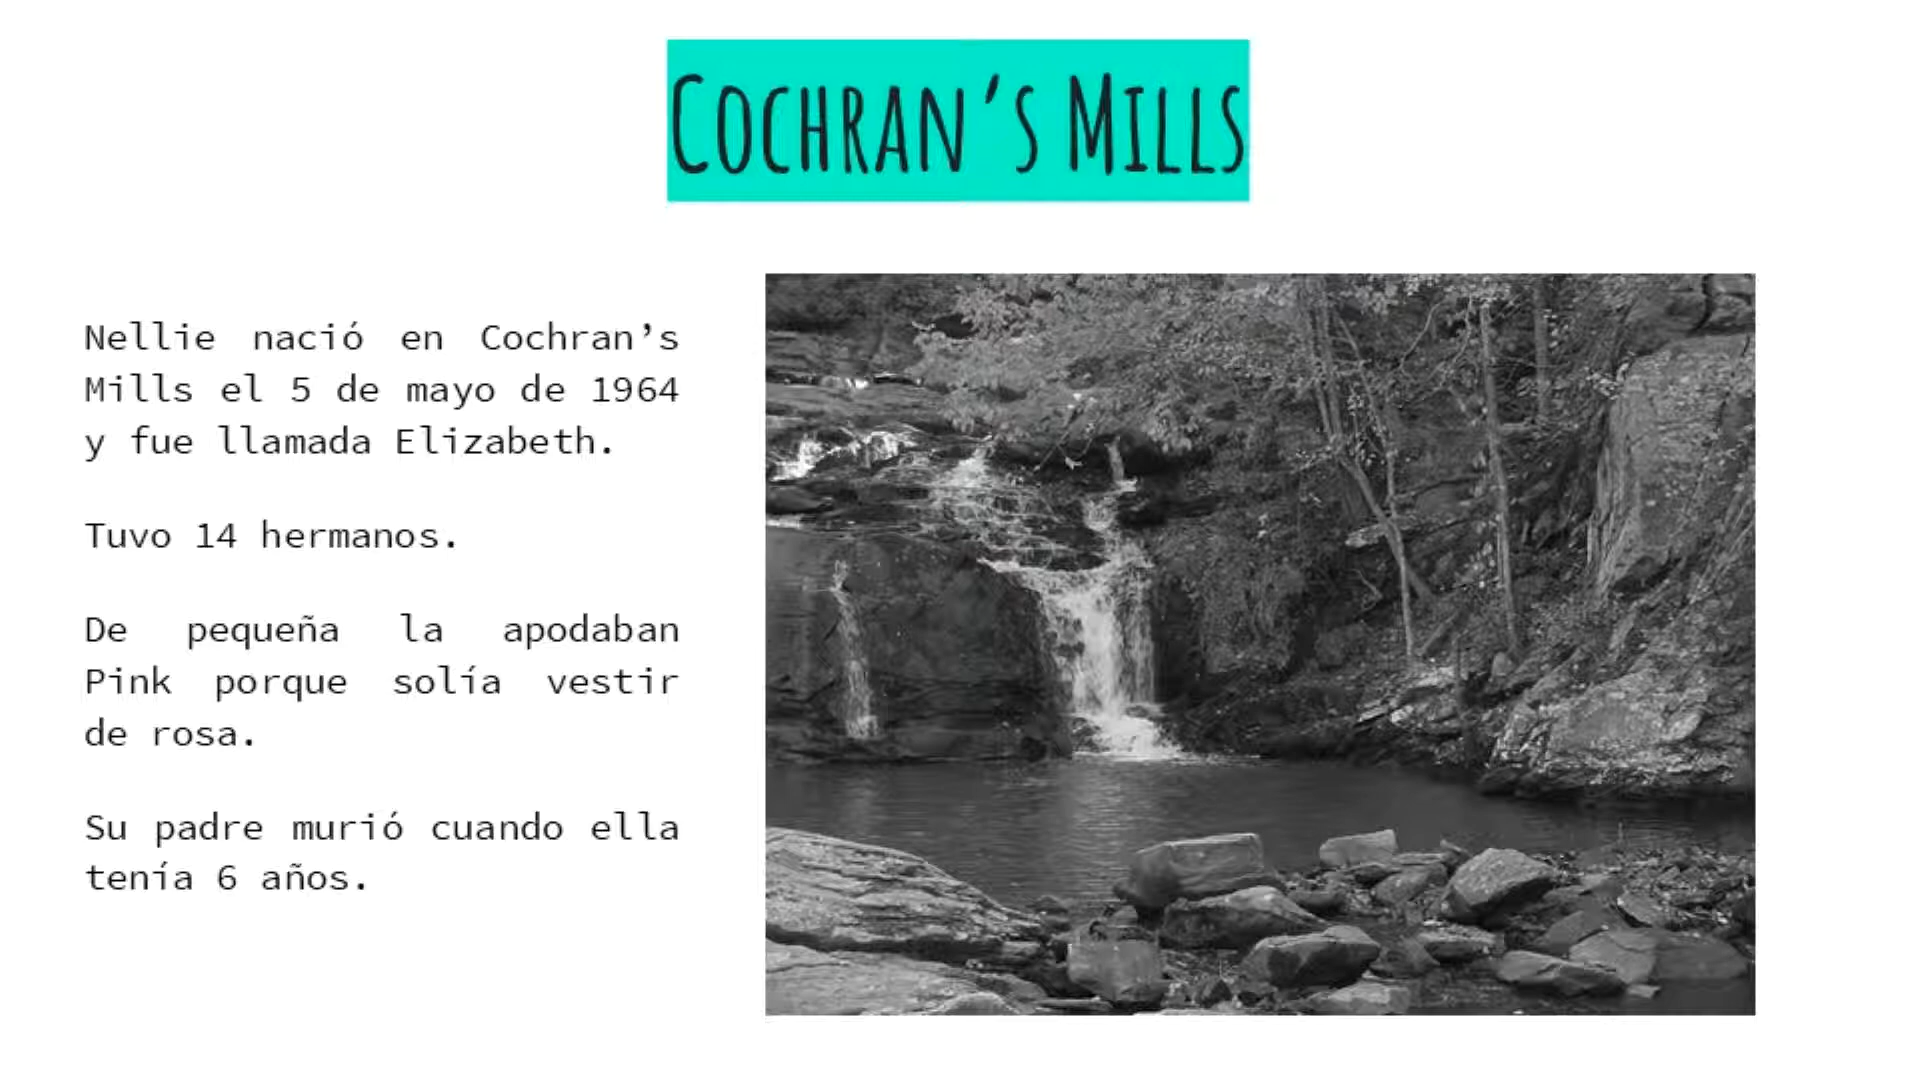 Cochran’s Mills
Nellie nació en Cochran’s
Mills el 5 de mayo de 1964
y fue llamada Elizabeth.
Tuvo 14 hermanos.
De pequeña la apodaban
Pink porque solía vestir
de rosa.
Su padre murió cuando ella
tenía 6 años.